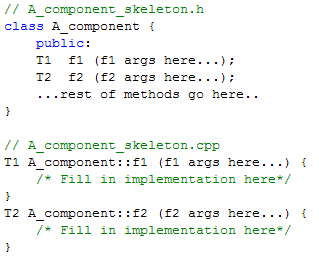 // A_component_skeleton.h
class A_component {
    public:
    T1  f1 (f1 args here...);
    T2  f2 (f2 args here...);
    ...rest of methods go here..
}

// A_component_skeleton.cpp
T1 A_component::f1 (f1 args here...) {
    /* Fill in implementation here*/
}
T2 A_component::f2 (f2 args here...) {
    /* Fill in implementation here*/
}